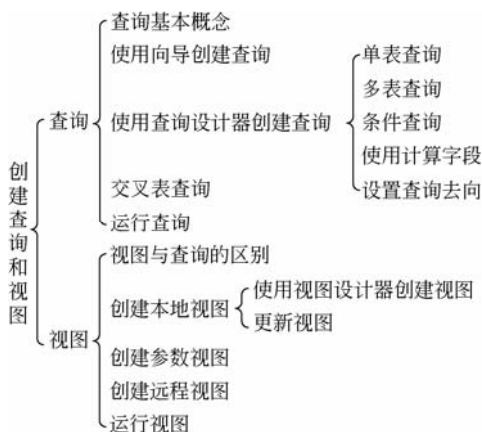 创建查询和视图
查询
查询基本概念
使用向导创建查询
使用查询设计器创建查询
单表查询
多表查询
条件查询
使用计算字段
设置查询去向
交叉表查询
运行查询
视图
视图与查询的区别
创建本地视图
使用视图设计器创建视图
更新视图
创建参数视图
创建远程视图
运行视图